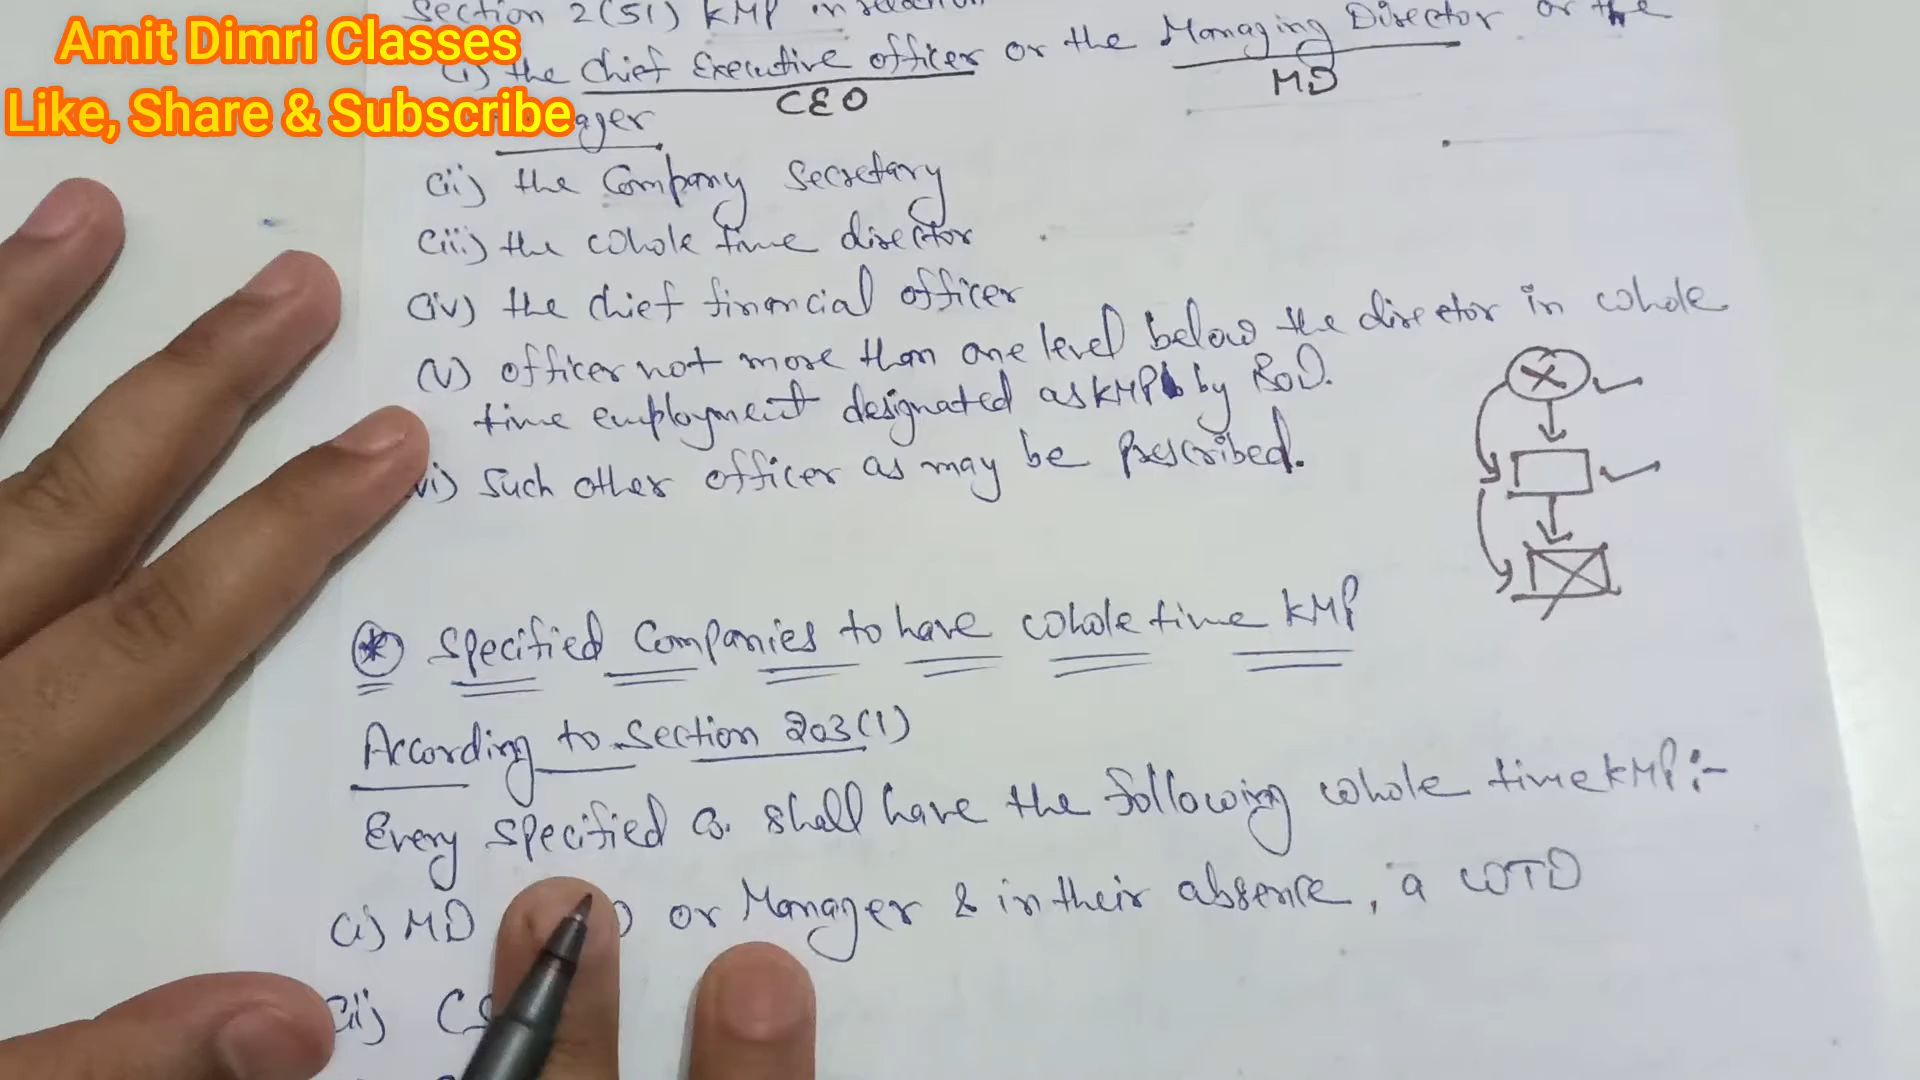 Amit Dimri Classes
Like, Share & Subscribe
Section 2(51) KMP in relation
(i) the Chief Executive officer or the Managing Director or the
CEO MD
ager
(ii) the Company Secretary
(iii) the whole time director
(iv) the chief financial officer
(v) officer not more than one level below the director in whole
time employment designated as KMP by BoD.
vi) Such other officer as may be prescribed.
* Specified Companies to have whole time KMP
According to Section 203(1)
Every specified Co. shall have the following whole time KMP:-
(i) MD or Manager & in their absence, a WTD
(ii) CS